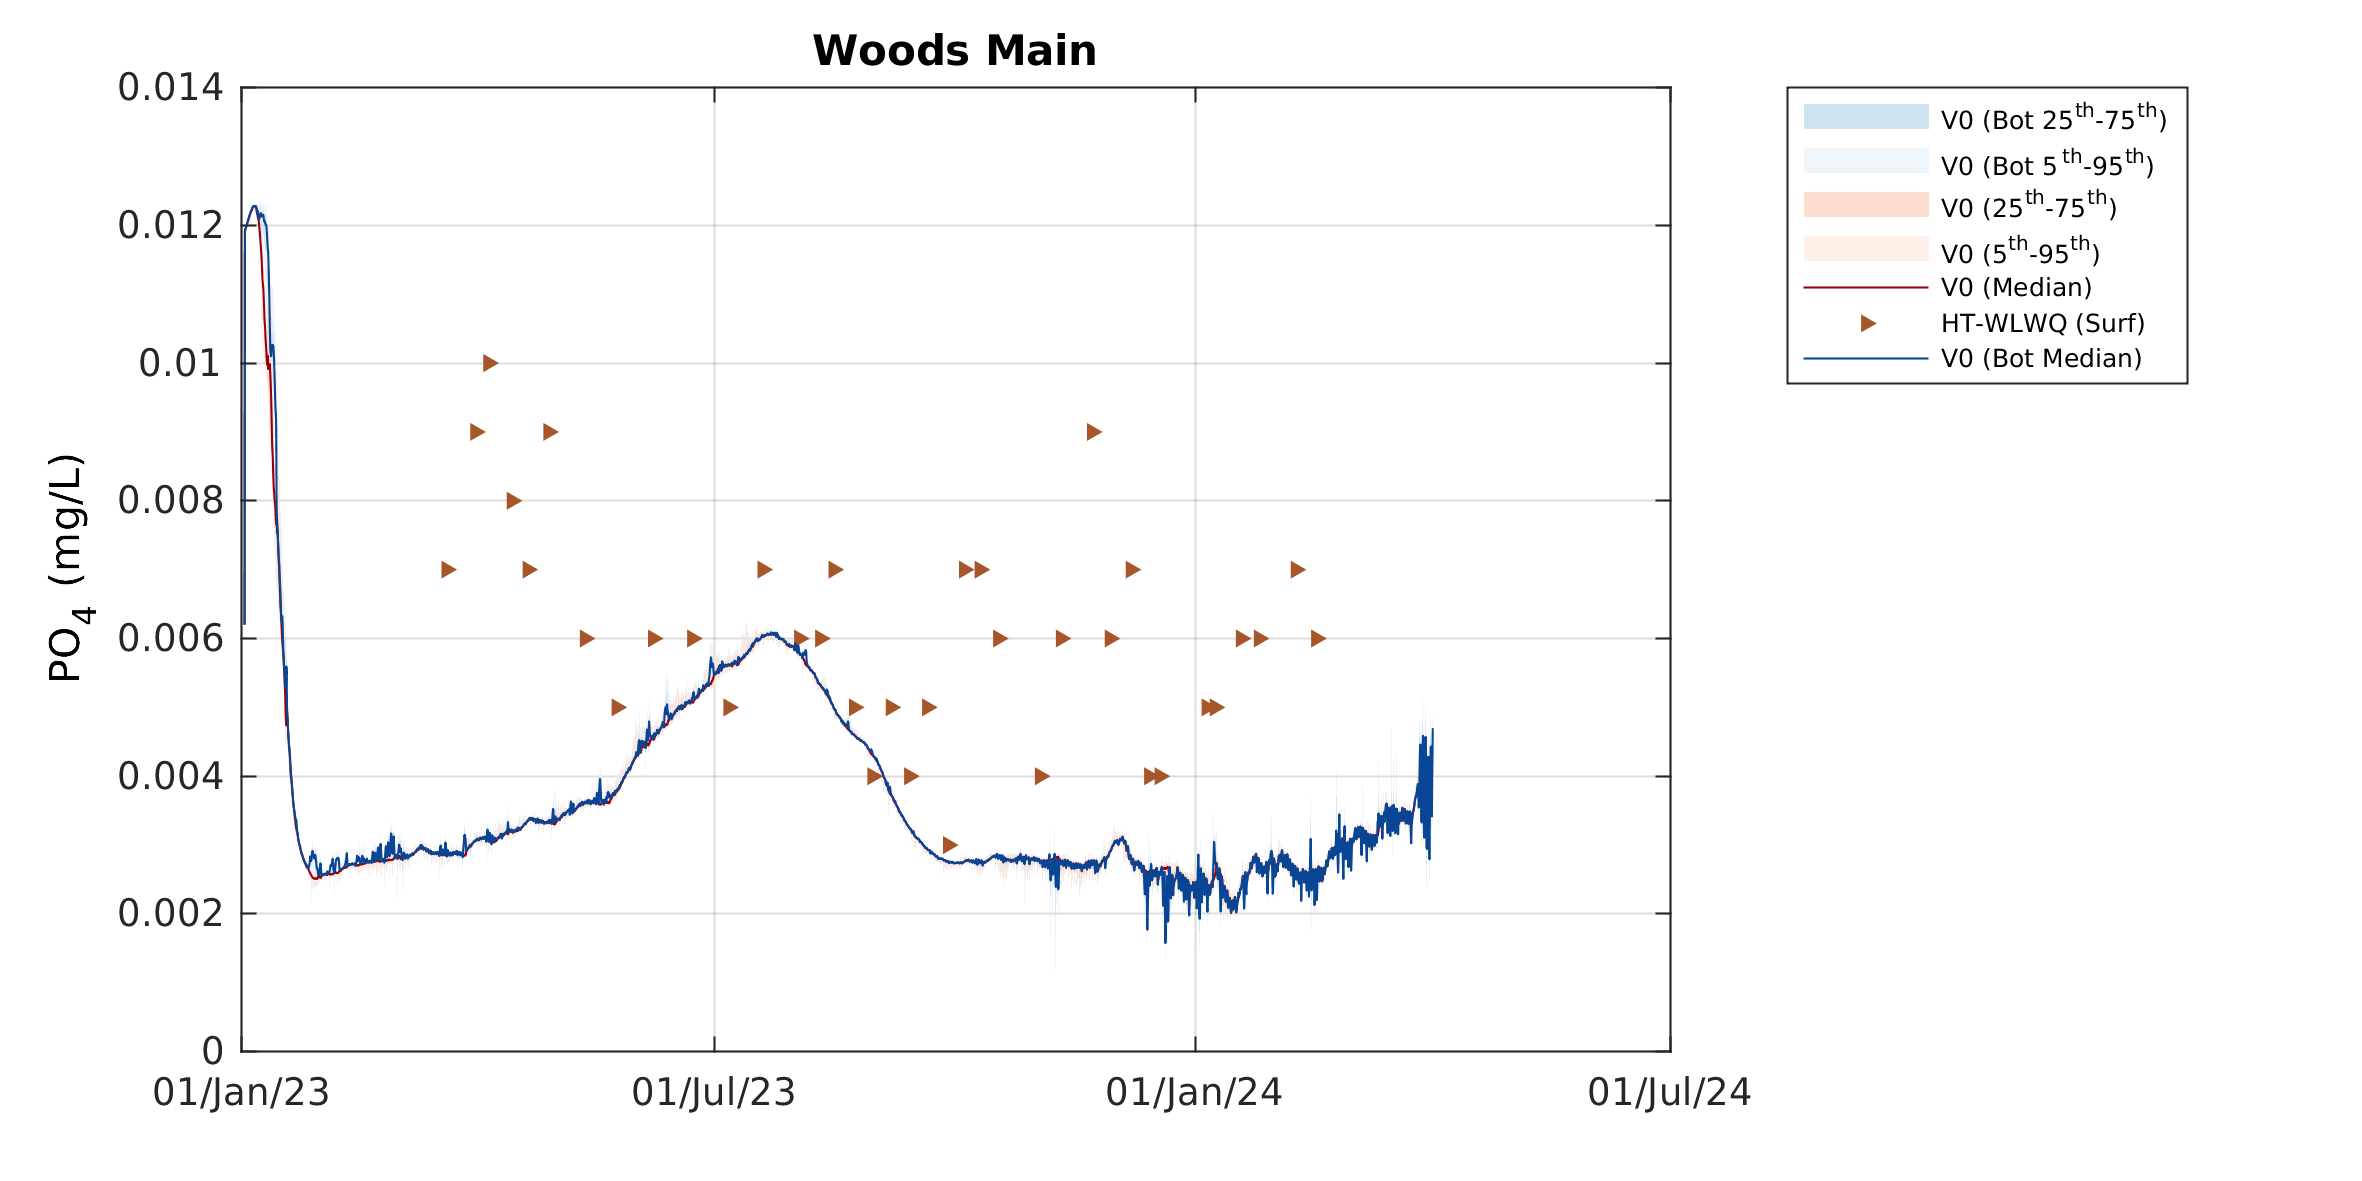 Woods Main
0.014
0.012
0.01
0.008
0.006
0.004
0.002
0
PO4 (mg/L)
01/Jan/23
01/Jul/23
01/Jan/24
01/Jul/24
V0 (Bot 25th-75th)
V0 (Bot 5th-95th)
V0 (25th-75th)
V0 (5th-95th)
V0 (Median)
HT-WLWQ (Surf)
V0 (Bot Median)